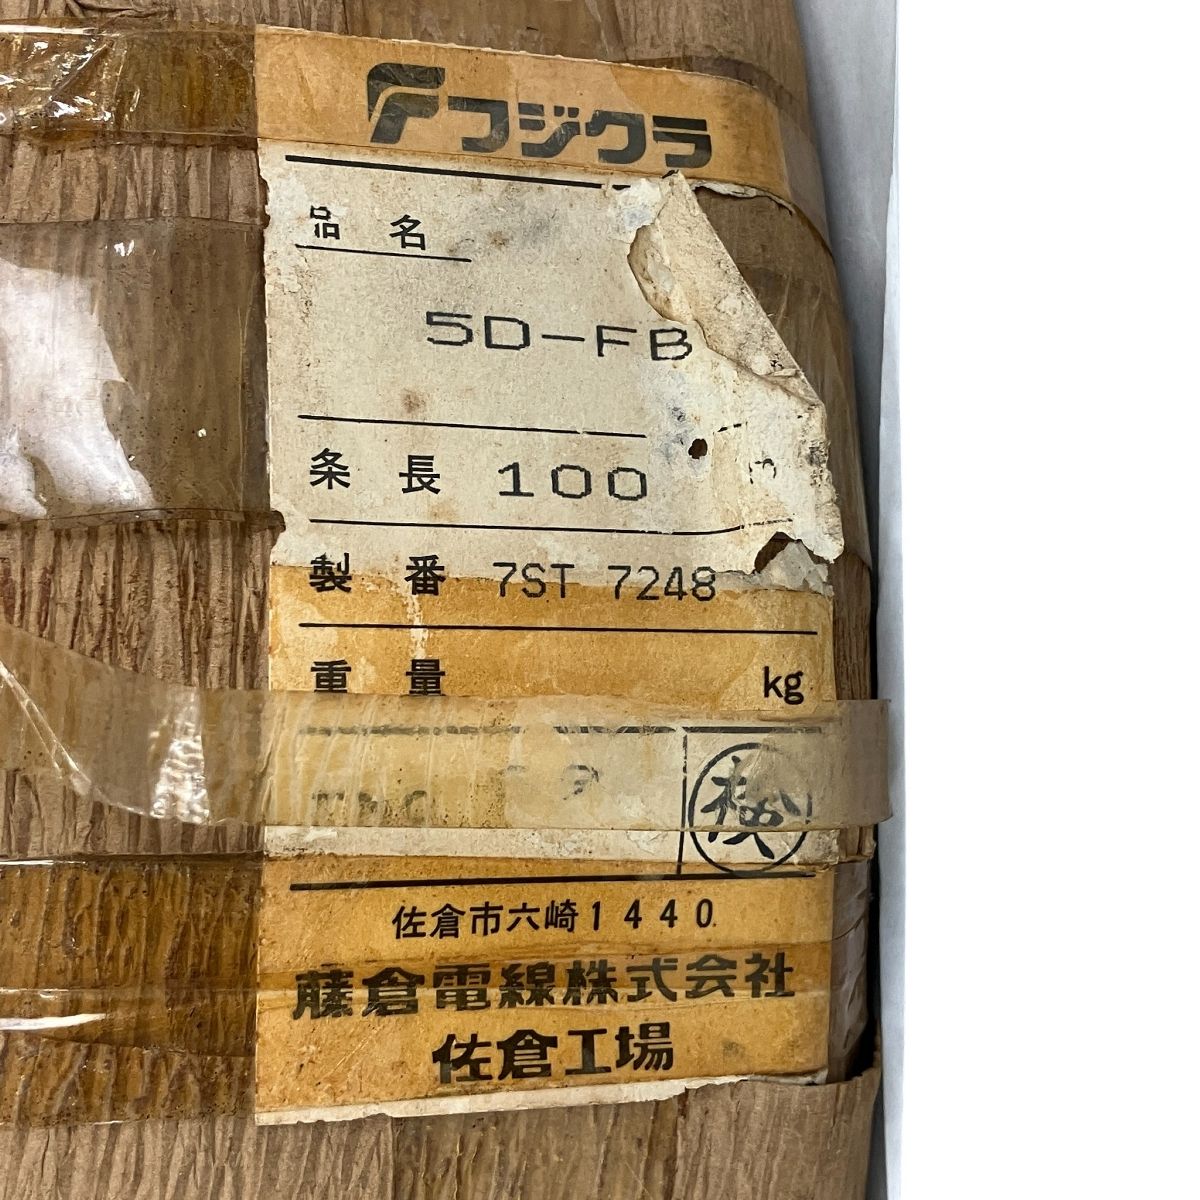 フジクラ
品名
5D-FB
条長 100 m
製番 7ST 7248
重量 kg
検
佐倉市六崎1440
藤倉電線株式会社
佐倉工場